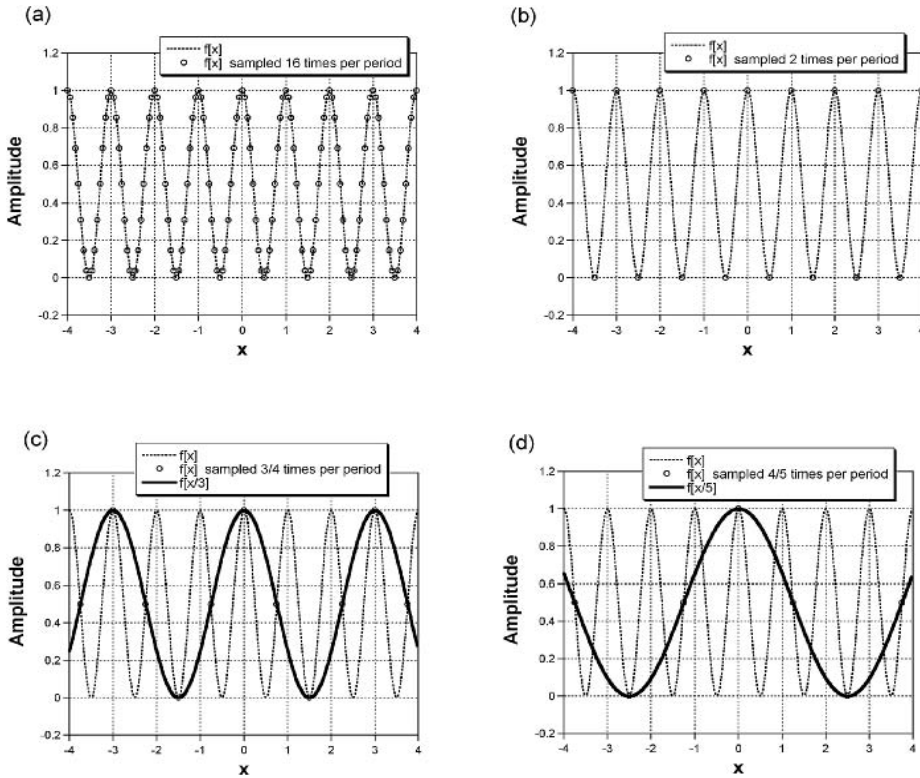 (a)
f[x]
f[x] sampled 16 times per period
1.2
1
0.8
0.6
0.4
0.2
0
-0.2
Amplitude
-4 -3 -2 -1 0 1 2 3 4
x
(b)
f[x]
f[x] sampled 2 times per period
1.2
1
0.8
0.6
0.4
0.2
0
-0.2
Amplitude
-4 -3 -2 -1 0 1 2 3 4
x
(c)
f[x]
f[x] sampled 3/4 times per period
f[x/3]
1.2
1
0.8
0.6
0.4
0.2
0
-0.2
Amplitude
-4 -3 -2 -1 0 1 2 3 4
x
(d)
f[x]
f[x] sampled 4/5 times per period
f[x/5]
1.2
1
0.8
0.6
0.4
0.2
0
-0.2
Amplitude
-4 -3 -2 -1 0 1 2 3 4
x